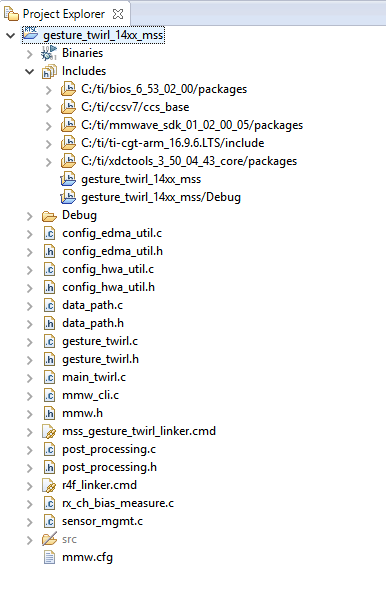 Project Explorer
gesture_twirl_14xx_mss
Binaries
Includes
C:/ti/bios_6_53_02_00/packages
C:/ti/ccsv7/ccs_base
C:/ti/mmwave_sdk_01_02_00_05/packages
C:/ti/ti-cgt-arm_16.9.6.LTS/include
C:/ti/xdctools_3_50_04_43_core/packages
gesture_twirl_14xx_mss
gesture_twirl_14xx_mss/Debug
Debug
config_edma_util.c
config_edma_util.h
config_hwa_util.c
config_hwa_util.h
data_path.c
data_path.h
gesture_twirl.c
gesture_twirl.h
main_twirl.c
mmw_cli.c
mmw.h
mss_gesture_twirl_linker.cmd
post_processing.c
post_processing.h
r4f_linker.cmd
rx_ch_bias_measure.c
sensor_mgmt.c
src
mmw.cfg